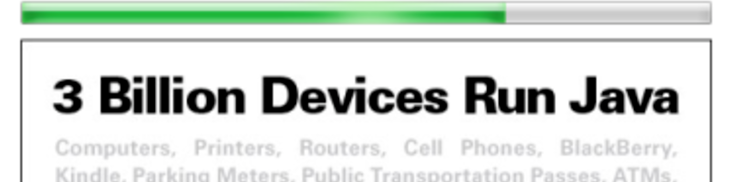 3 Billion Devices Run Java
Computers, Printers, Routers, Cell Phones, BlackBerry,
Kindle, Parking Meters, Public Transportation Passes, ATMs,